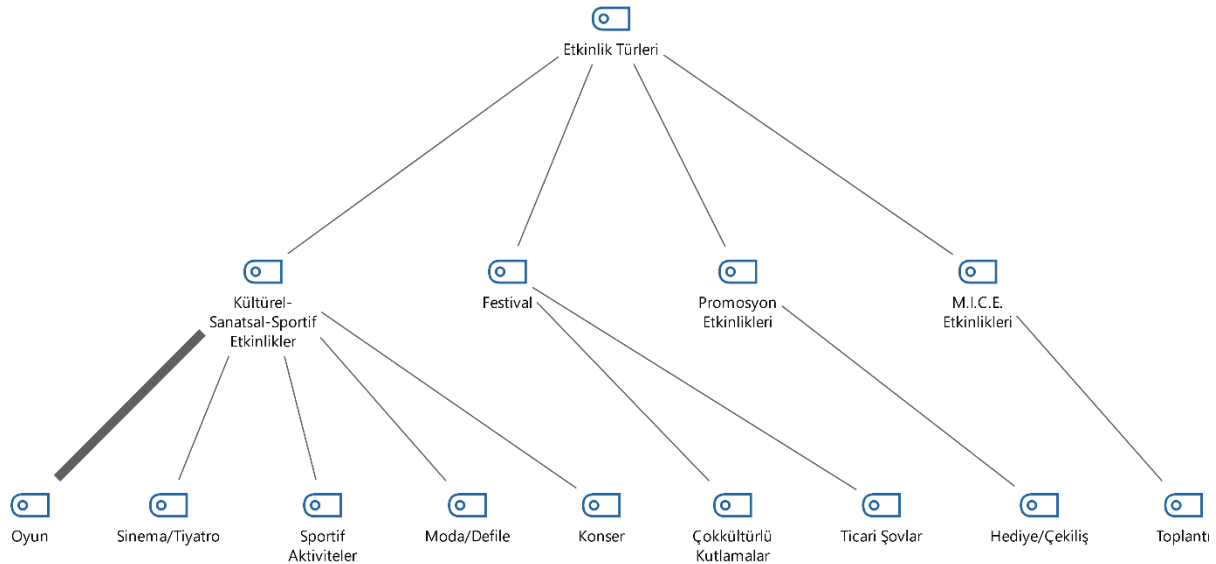 Etkinlik Türleri
Kültürel-
Sanatsal-Sportif
Etkinlikler
Festival
Promosyon
Etkinlikleri
M.I.C.E.
Etkinlikleri
Oyun
Sinema/Tiyatro
Sportif
Aktiviteler
Moda/Defile
Konser
Çokkültürlü
Kutlamalar
Ticari Şovlar
Hediye/Çekiliş
Toplantı